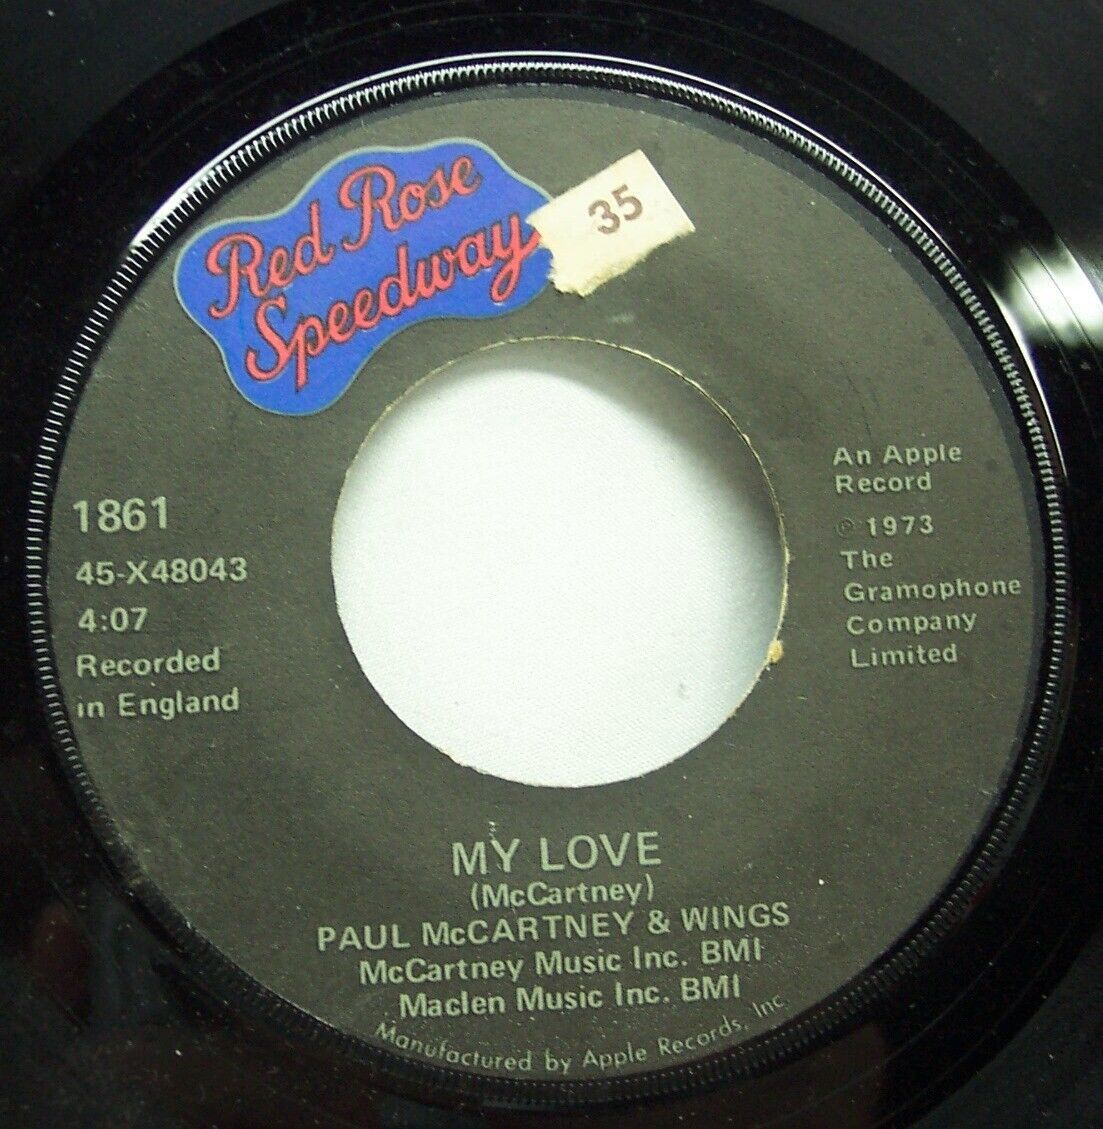 Red Rose
Speedway
35
1861
45-X48043
4:07
Recorded
in England
An Apple
Record
℗ 1973
The
Gramophone
Company
Limited
MY LOVE
(McCartney)
PAUL McCARTNEY & WINGS
McCartney Music Inc. BMI
Maclen Music Inc. BMI
Manufactured by Apple Records, Inc.